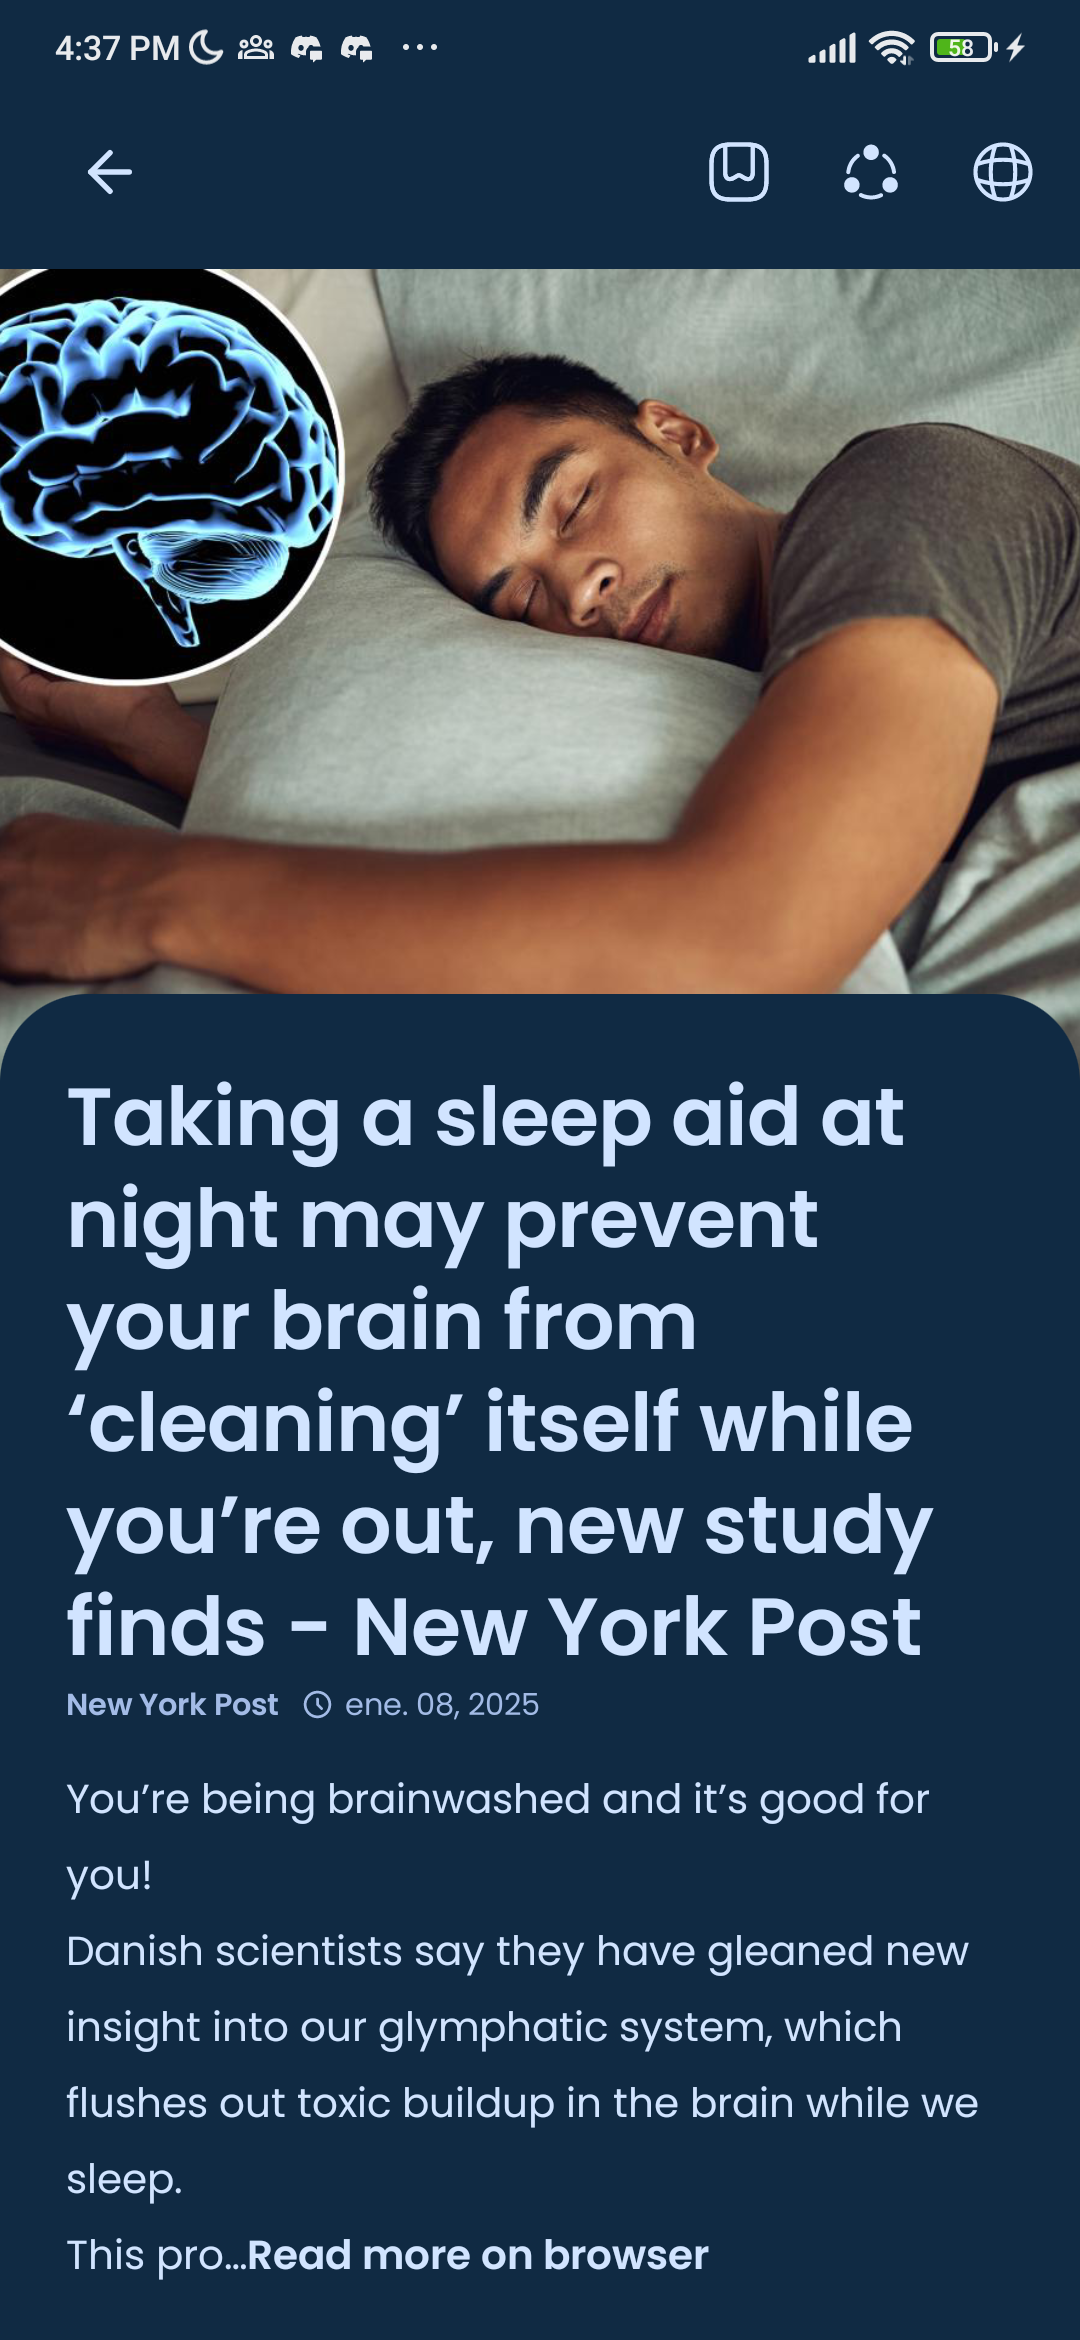 4:37 PM
58
Taking a sleep aid at
night may prevent
your brain from
‘cleaning’ itself while
you’re out, new study
finds - New York Post
New York Post ene. 08, 2025
You’re being brainwashed and it’s good for
you!
Danish scientists say they have gleaned new
insight into our glymphatic system, which
flushes out toxic buildup in the brain while we
sleep.
This pro…Read more on browser